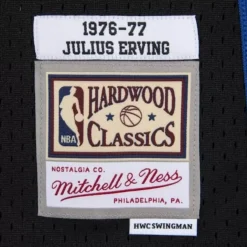 1976-77
JULIUS ERVING
HARDWOOD
NBA
CLASSICS
NOSTALGIA CO.
Mitchell & Ness
PHILADELPHIA, PA.
HWC SWINGMAN